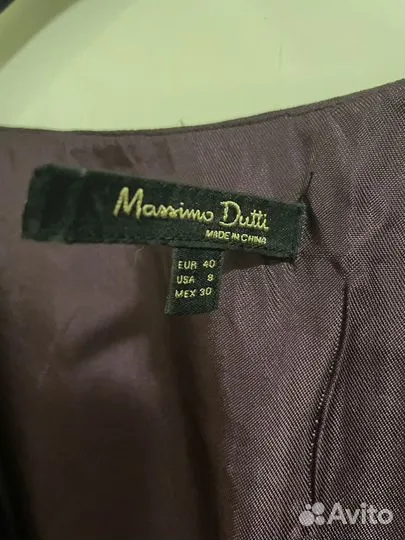 Massimo Dutti
MADE IN CHINA
EUR 40
USA 8
MEX 30
Avito